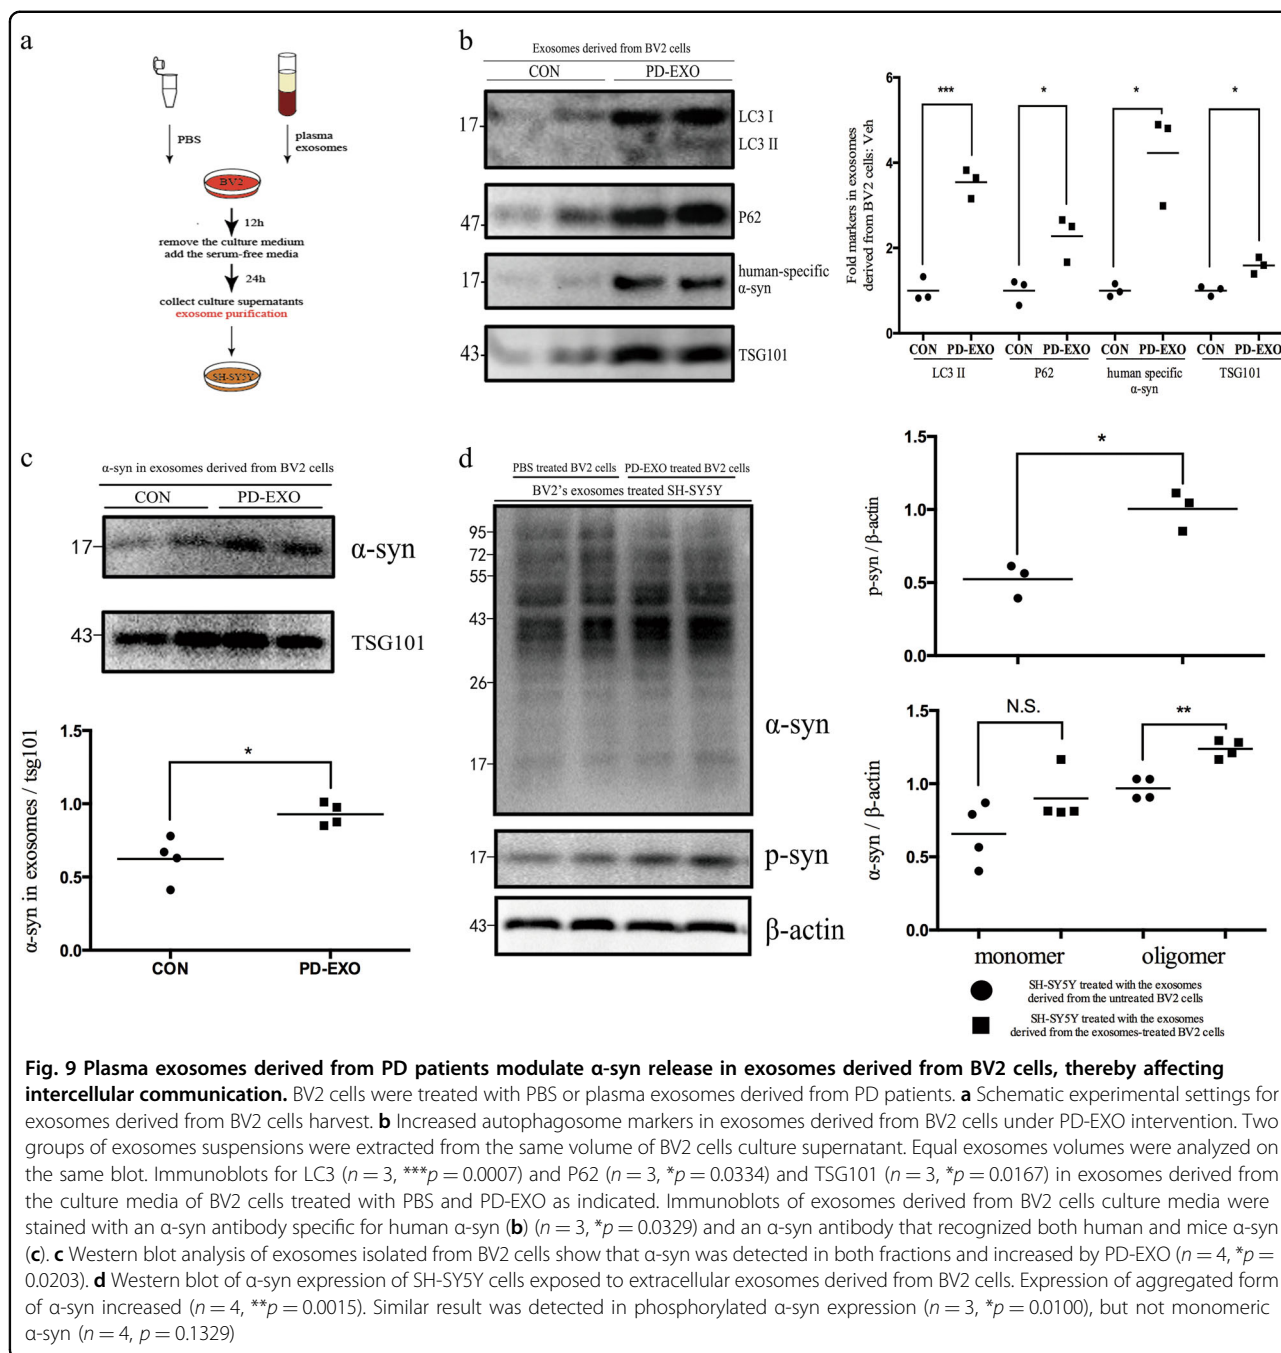 a
PBS
plasma
exosomes
BV2
12h
remove the culture medium
add the serum-free media
24h
collect culture supernatants
exosome purification
SH-SY5Y
b
Exosomes derived from BV2 cells
CON PD-EXO
17
LC3 I
LC3 II
47
P62
17
human-specific
α-syn
43
TSG101
Fold markers in exosomes
derived from BV2 cells: Veh
6
4
2
0
*** * * *
CON PD-EXO CON PD-EXO CON PD-EXO CON PD-EXO
LC3 II P62 human specific
α-syn TSG101
c
α-syn in exosomes derived from BV2 cells
CON PD-EXO
17
α-syn
43
TSG101
α-syn in exosomes / tsg101
1.5
1.0
0.5
0.0
*
CON PD-EXO
d
PBS treated BV2 cells PD-EXO treated BV2 cells
BV2's exosomes treated SH-SY5Y
95
72
55
43
26
17
α-syn
17
p-syn
43
β-actin
p-syn / β-actin
1.5
1.0
0.5
0.0
*
α-syn / β-actin
1.5
1.0
0.5
0.0
N.S. **
monomer oligomer
SH-SY5Y treated with the exosomes
derived from the untreated BV2 cells
SH-SY5Y treated with the exosomes
derived from the exosomes-treated BV2 cells
Fig. 9 Plasma exosomes derived from PD patients modulate α-syn release in exosomes derived from BV2 cells, thereby affecting
intercellular communication. BV2 cells were treated with PBS or plasma exosomes derived from PD patients. a Schematic experimental settings for
exosomes derived from BV2 cells harvest. b Increased autophagosome markers in exosomes derived from BV2 cells under PD-EXO intervention. Two
groups of exosomes suspensions were extracted from the same volume of BV2 cells culture supernatant. Equal exosomes volumes were analyzed on
the same blot. Immunoblots for LC3 (n = 3, ***p = 0.0007) and P62 (n = 3, *p = 0.0334) and TSG101 (n = 3, *p = 0.0167) in exosomes derived from
the culture media of BV2 cells treated with PBS and PD-EXO as indicated. Immunoblots of exosomes derived from BV2 cells culture media were
stained with an α-syn antibody specific for human α-syn (b) (n = 3, *p = 0.0329) and an α-syn antibody that recognized both human and mice α-syn
(c). c Western blot analysis of exosomes isolated from BV2 cells show that α-syn was detected in both fractions and increased by PD-EXO (n = 4, *p =
0.0203). d Western blot of α-syn expression of SH-SY5Y cells exposed to extracellular exosomes derived from BV2 cells. Expression of aggregated form
of α-syn increased (n = 4, **p = 0.0015). Similar result was detected in phosphorylated α-syn expression (n = 3, *p = 0.0100), but not monomeric
α-syn (n = 4, p = 0.1329)